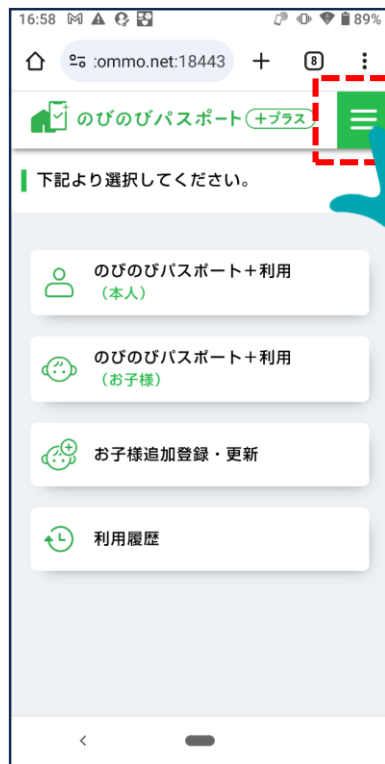 16:58
89%
:ommo.net:18443
8
のびのびパスポート +プラス
下記より選択してください。
のびのびパスポート＋利用
（本人）
のびのびパスポート＋利用
（お子様）
お子様追加登録・更新
利用履歴